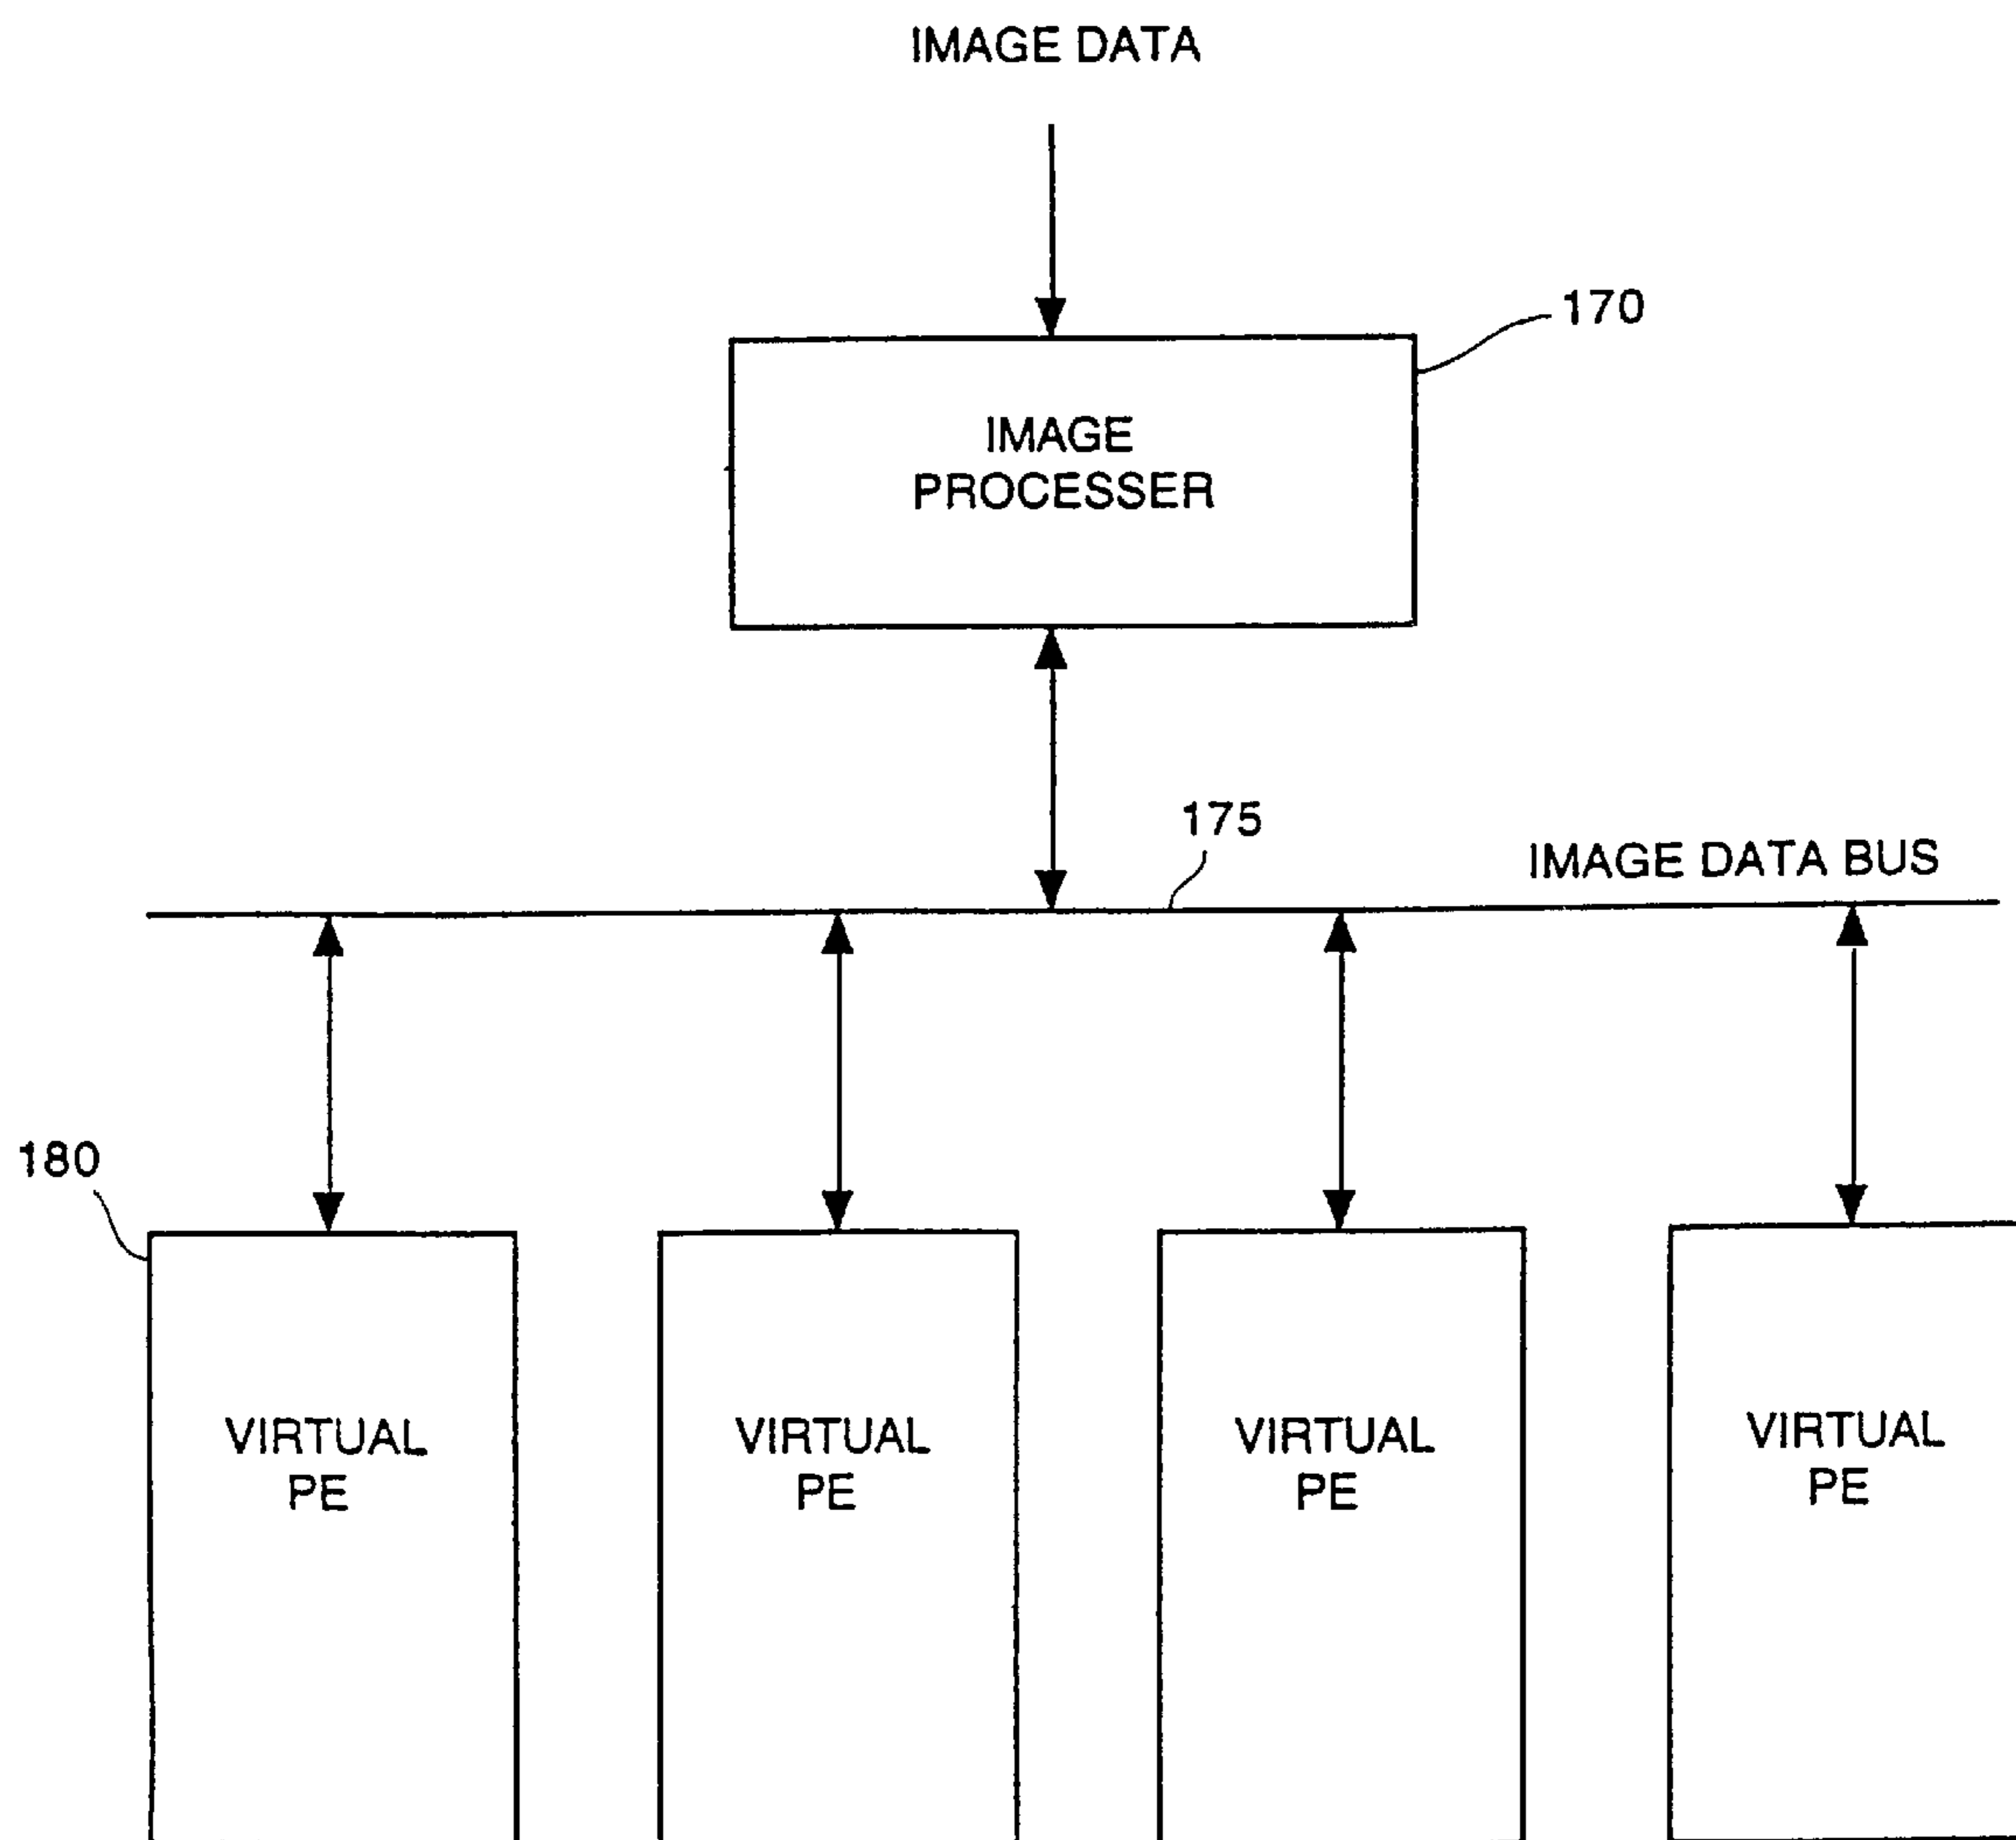 IMAGE DATA
170
IMAGE
PROCESSER
175
IMAGE DATA BUS
180
VIRTUAL
PE
VIRTUAL
PE
VIRTUAL
PE
VIRTUAL
PE